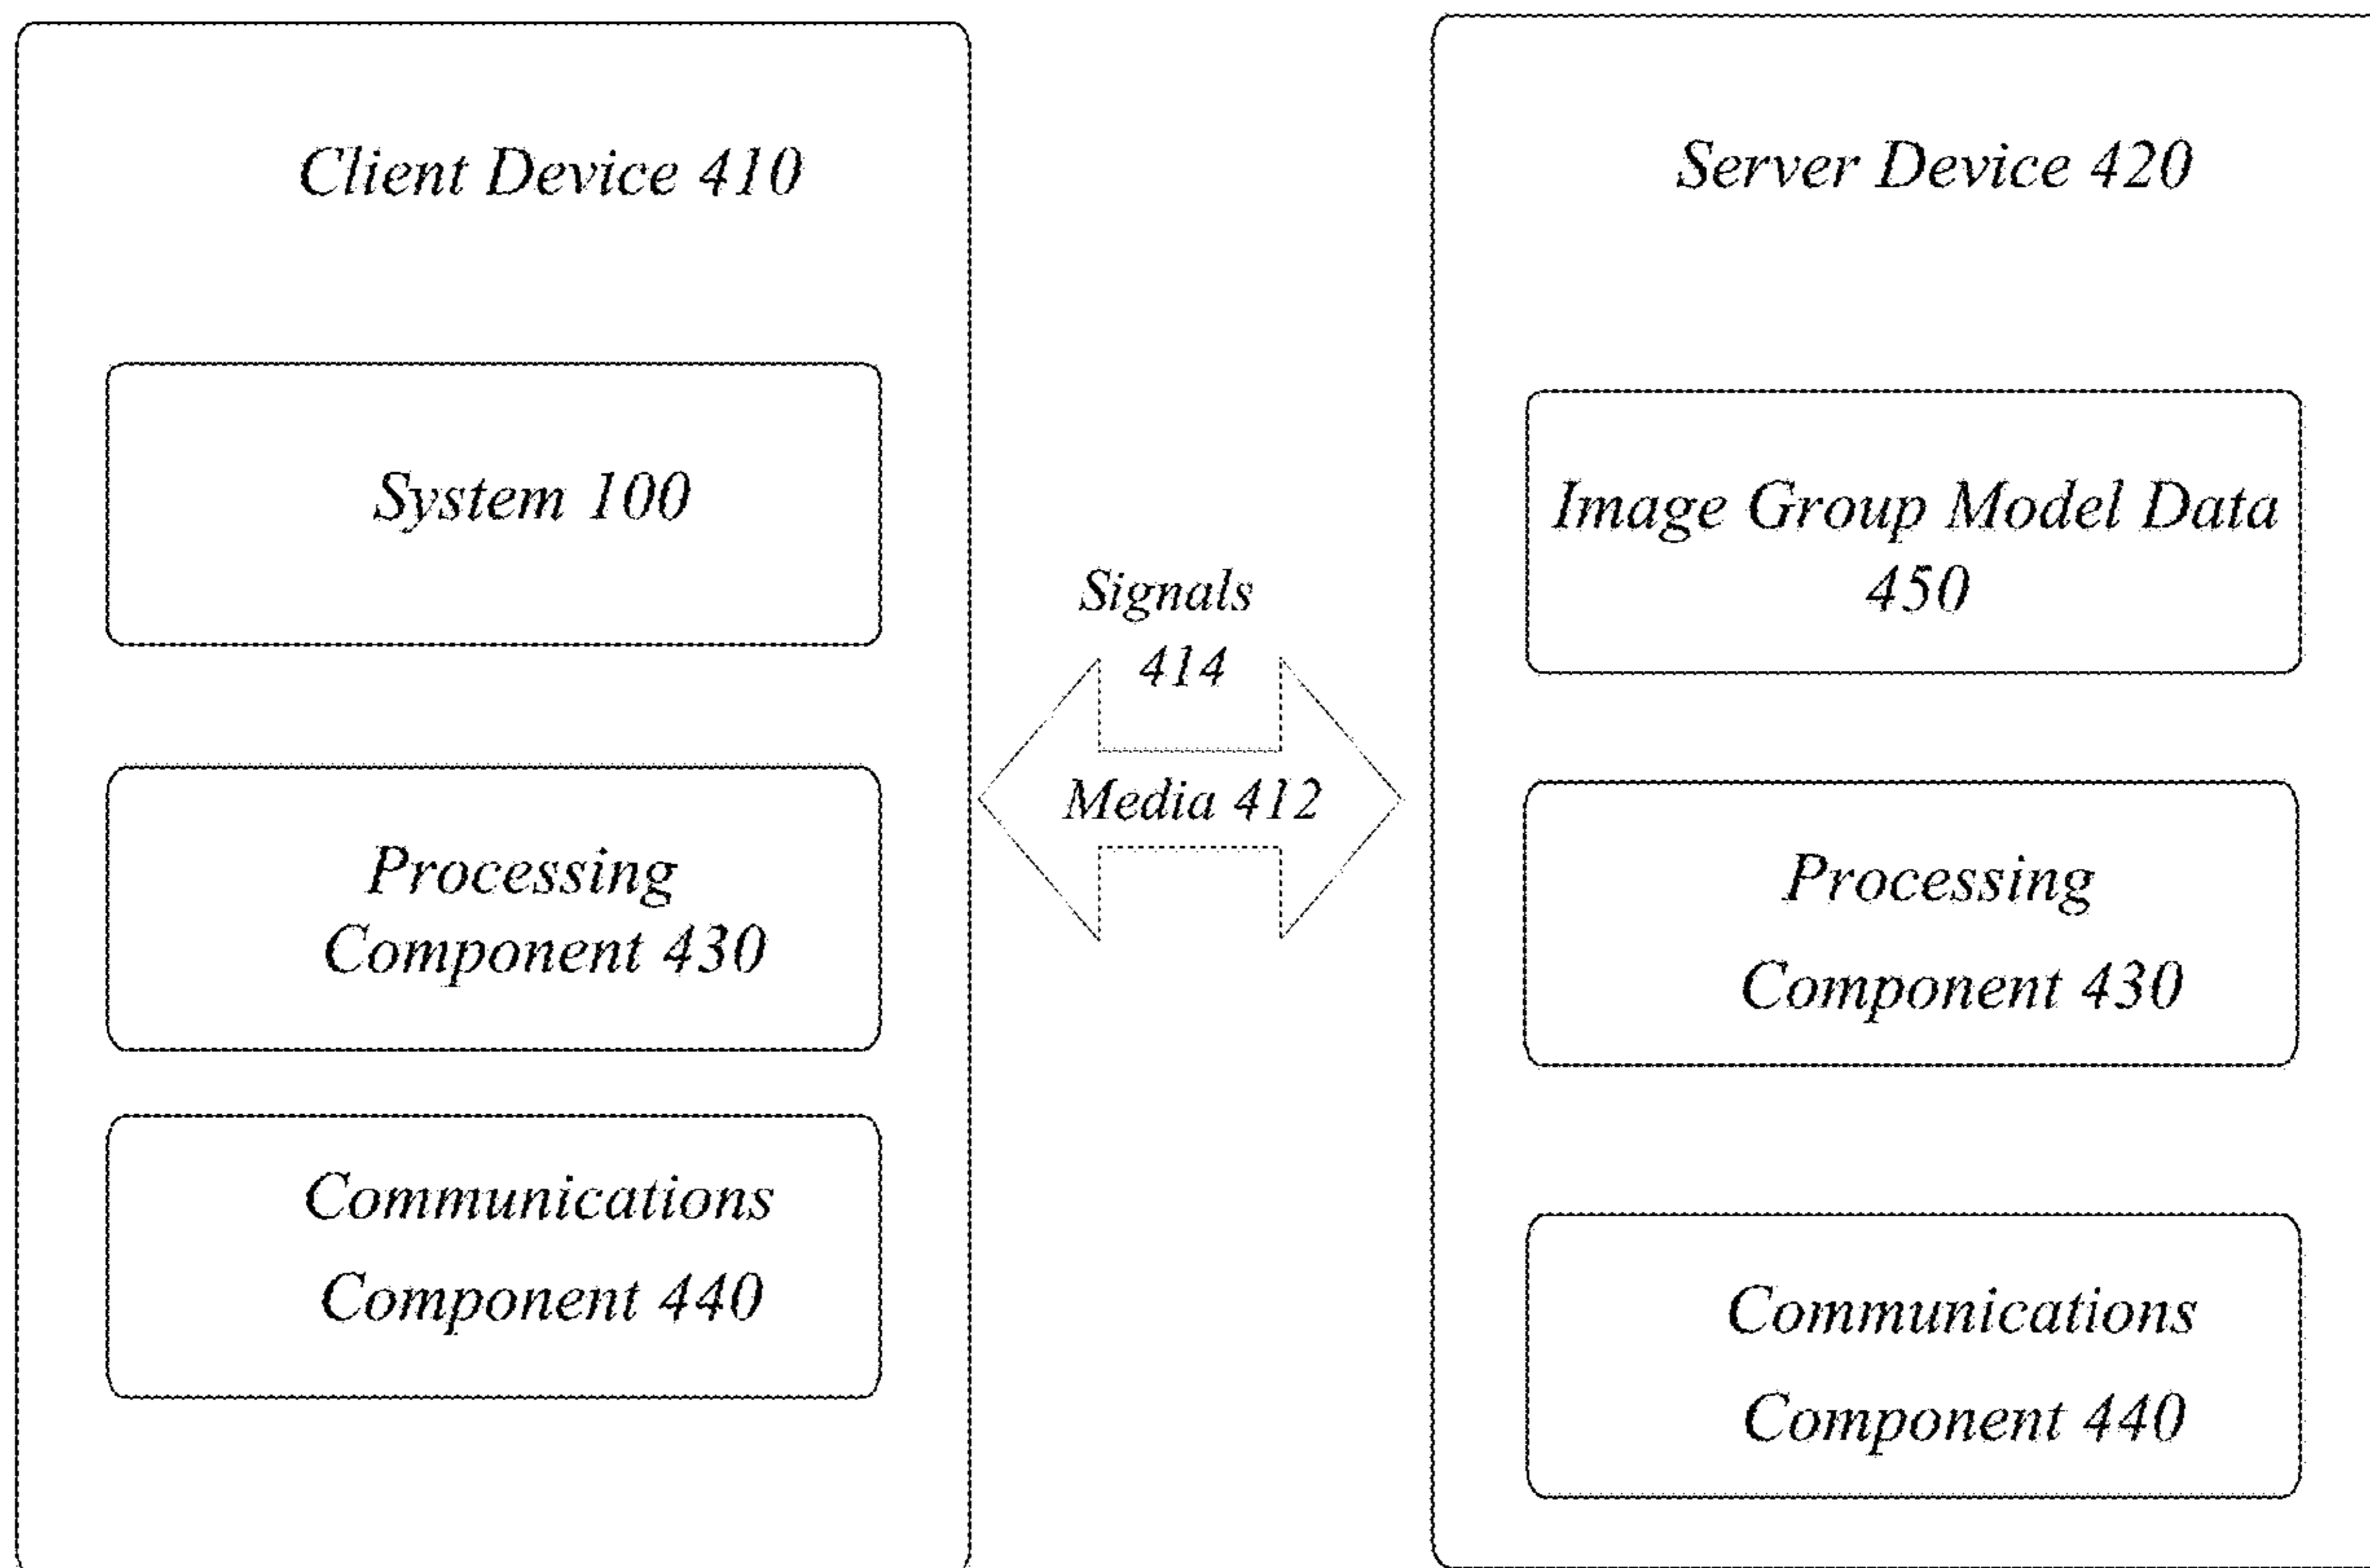 Client Device 410
System 100
Processing
Component 430
Communications
Component 440
Signals
414
Media 412
Server Device 420
Image Group Model Data
450
Processing
Component 430
Communications
Component 440